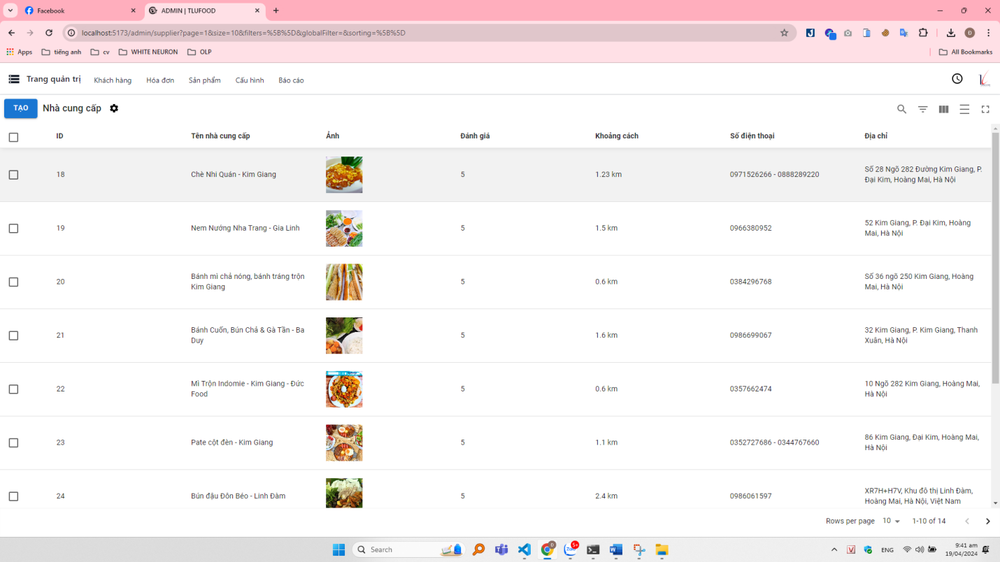 Facebook
ADMIN | TLUFOOD
localhost:5173/admin/supplier?page=1&size=10&filters=%5B%5D&globalFilter=&sorting=%5B%5D
Apps tiếng anh cv WHITE NEURON OLP All Bookmarks
Trang quản trị Khách hàng Hóa đơn Sản phẩm Cấu hình Báo cáo
TẠO Nhà cung cấp
ID Tên nhà cung cấp Ảnh Đánh giá Khoảng cách Số điện thoại Địa chỉ
18 Chè Nhi Quán - Kim Giang 5 1.23 km 0971526266 - 0888289220 Số 28 Ngõ 282 Đường Kim Giang, P.
Đại Kim, Hoàng Mai, Hà Nội
19 Nem Nướng Nha Trang - Gia Linh 5 1.5 km 0966380952 52 Kim Giang, P. Đại Kim, Hoàng
Mai, Hà Nội
20 Bánh mì chả nóng, bánh tráng trộn
Kim Giang 5 0.6 km 0384296768 Số 36 ngõ 250 Kim Giang, Hoàng
Mai, Hà Nội
21 Bánh Cuốn, Bún Chả & Gà Tần - Ba
Duy 5 1.6 km 0986699067 32 Kim Giang, P. Kim Giang, Thanh
Xuân, Hà Nội
22 Mì Trộn Indomie - Kim Giang - Đức
Food 5 0.6 km 0357662474 10 Ngõ 282 Kim Giang, Hoàng Mai,
Hà Nội
23 Pate cột đèn - Kim Giang 5 1.1 km 0352727686 - 0344767660 86 Kim Giang, Đại Kim, Hoàng Mai,
Hà Nội
24 Bún đậu Đôn Béo - Linh Đàm 5 2.4 km 0986061597 XR7H+H7V, Khu đô thị Linh Đàm,
Hoàng Mai, Hà Nội, Việt Nam
Rows per page 10 1-10 of 14
Search
Zalo 5+
ENG
9:41 am
19/04/2024